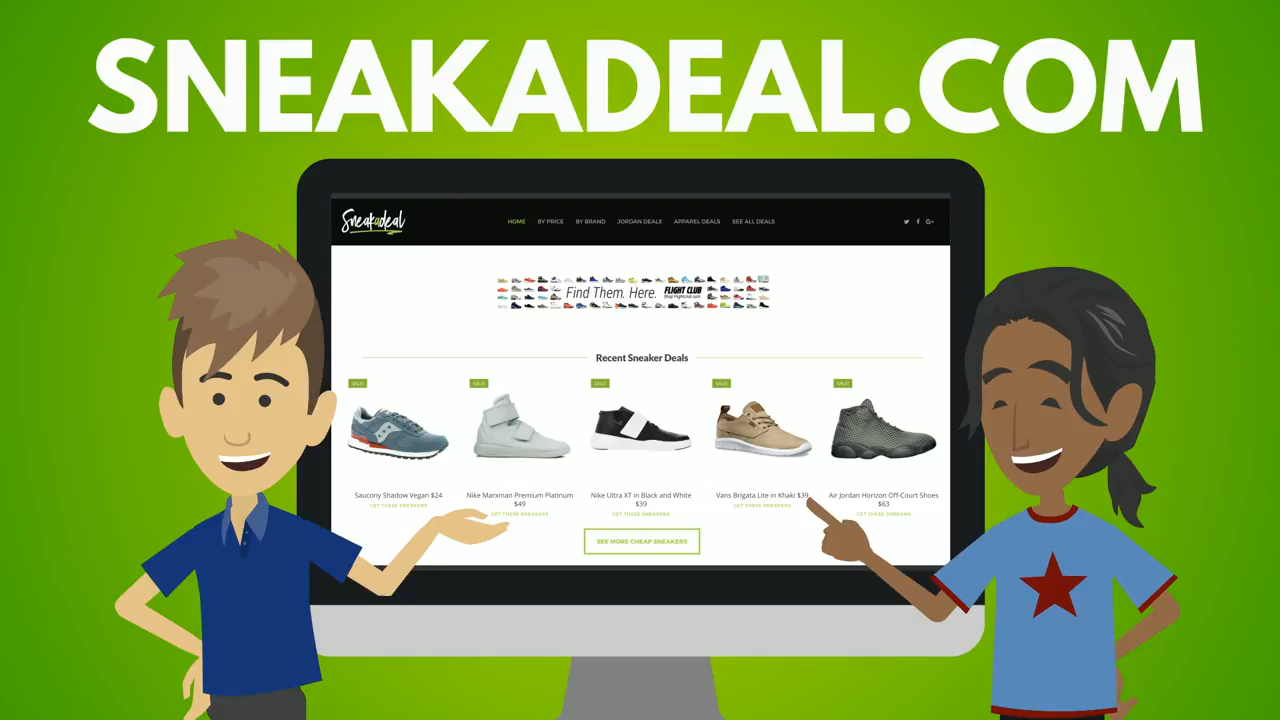 SNEAKADEAL.COM
Sneakadeal
HOME BY PRICE BY BRAND JORDAN DEALS APPAREL DEALS SEE ALL DEALS
Find Them. Here. FLIGHT CLUB
Shop Flightclub.com
Recent Sneaker Deals
SALE! SALE! SALE! SALE! SALE!
Saucony Shadow Vegan $24
GET THESE SNEAKERS
Nike Marxman Premium Platinum
$49
GET THESE SNEAKERS
Nike Ultra XT in Black and White
$39
GET THESE SNEAKERS
Vans Brigata Lite in Khaki $39
GET THESE SNEAKERS
Air Jordan Horizon Off-Court Shoes
$63
GET THESE JORDANS
SEE MORE CHEAP SNEAKERS